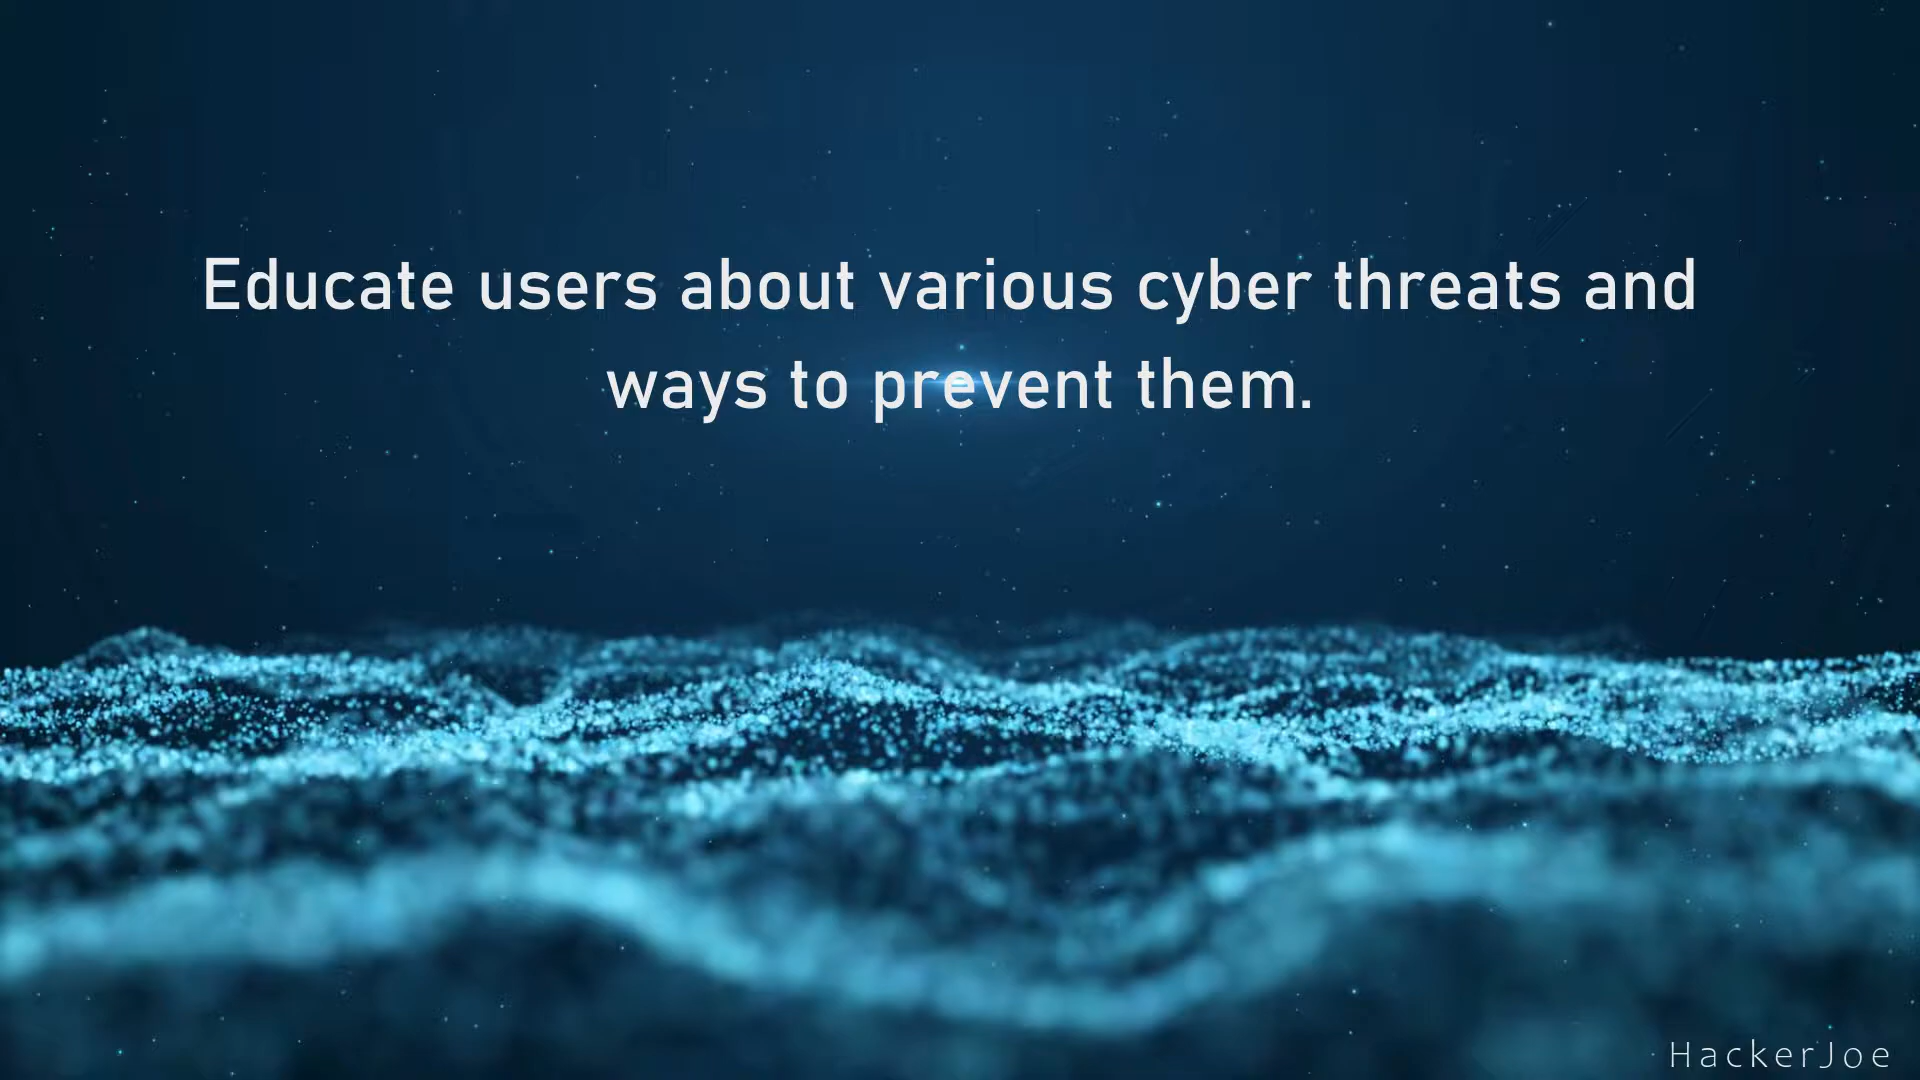 Educate users about various cyber threats and
ways to prevent them.
HackerJoe